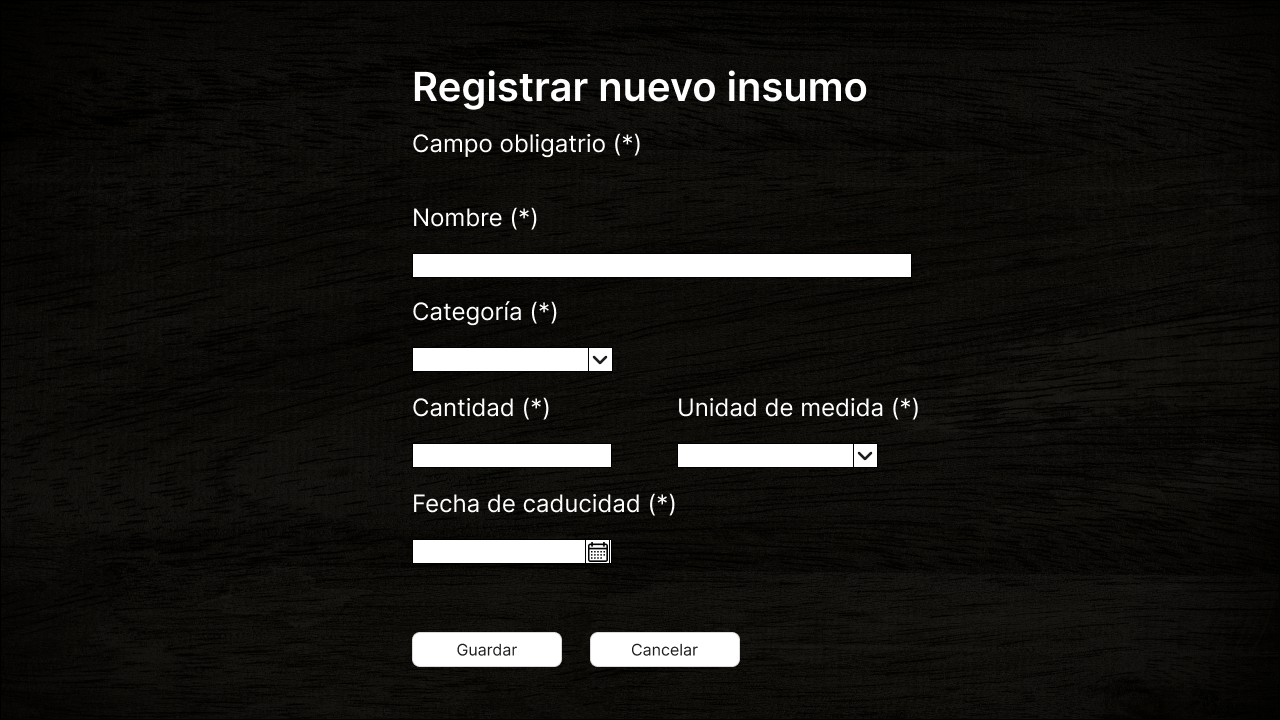 Registrar nuevo insumo
Campo obligatrio (*)
Nombre (*)
Categoría (*)
Cantidad (*) Unidad de medida (*)
Fecha de caducidad (*)
Guardar Cancelar